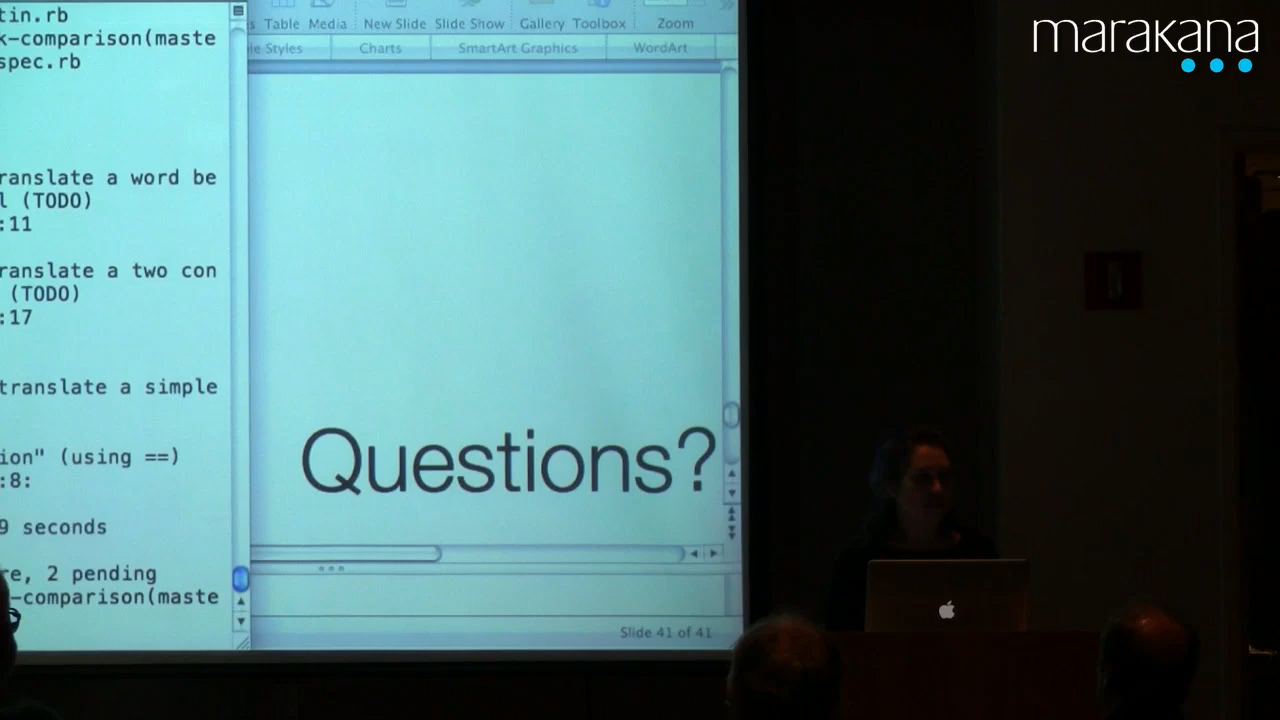 tin.rb
k-comparison(maste
spec.rb
ranslate a word be
l (TODO)
:11
ranslate a two con
(TODO)
:17
translate a simple
ion" (using ==)
:8:
9 seconds
re, 2 pending
-comparison(maste
s Table Media New Slide Slide Show Gallery Toolbox Zoom
le Styles Charts SmartArt Graphics WordArt
Questions?
Slide 41 of 41
marakana